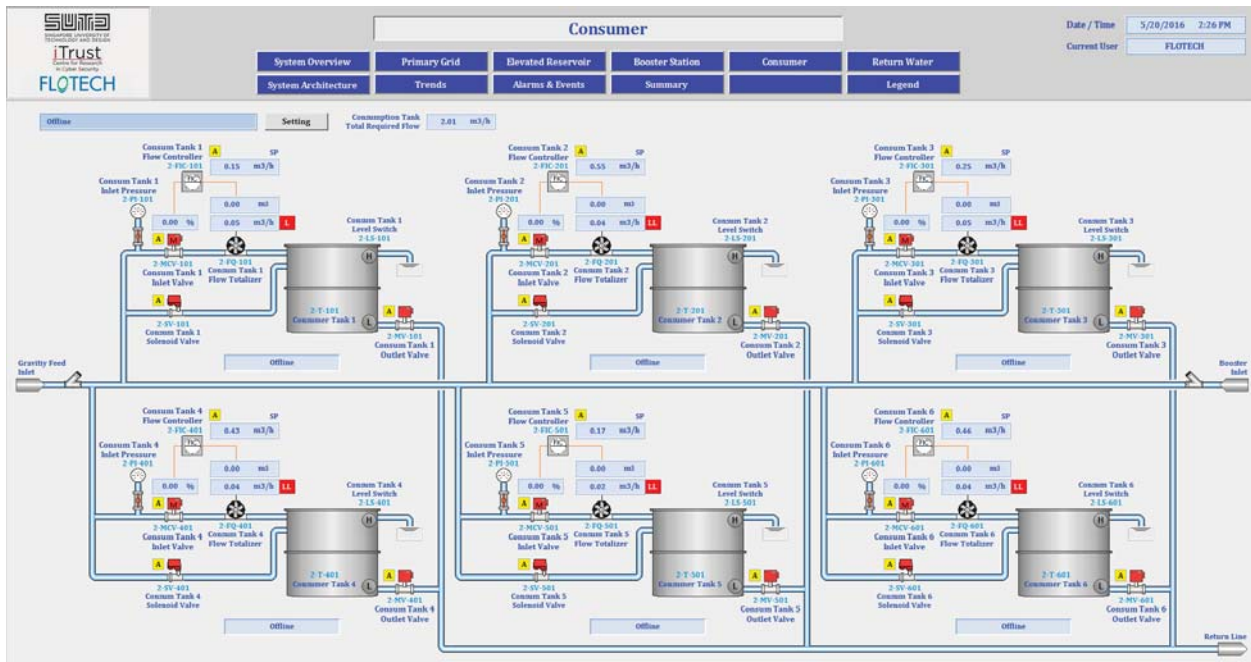 SUTD
SINGAPORE UNIVERSITY OF
TECHNOLOGY AND DESIGN
iTrust
Centre for Research
in Cyber Security
FLOTECH
Consumer
Date / Time 5/20/2016 2:26 PM
Current User FLOTECH
System Overview Primary Grid Elevated Reservoir Booster Station Consumer Return Water
System Architecture Trends Alarms & Events Summary Legend
Offline Setting
Consumption Tank
Total Required Flow
2.01 m3/h
Consum Tank 1
Flow Controller
2-FIC-101
A
SP
0.15 m3/h
FIC
Consum Tank 1
Inlet Pressure
2-PI-101
0.00 m3
0.00 %
0.05 m3/h L
A M
2-MCV-101
Consum Tank 1
Inlet Valve
2-FQ-101
Consum Tank 1
Flow Totalizer
Consum Tank 1
Level Switch
2-LS-101
H
A
2-SV-101
Consum Tank 1
Solenoid Valve
2-T-101
Consumer Tank 1
L
A
2-MV-101
Consum Tank 1
Outlet Valve
Offline
Consum Tank 2
Flow Controller
2-FIC-201
A
SP
0.55 m3/h
FIC
Consum Tank 2
Inlet Pressure
2-PI-201
0.00 m3
0.00 %
0.04 m3/h LL
A M
2-MCV-201
Consum Tank 2
Inlet Valve
2-FQ-201
Consum Tank 2
Flow Totalizer
Consum Tank 2
Level Switch
2-LS-201
H
A
2-SV-201
Consum Tank 2
Solenoid Valve
2-T-201
Consumer Tank 2
L
A
2-MV-201
Consum Tank 2
Outlet Valve
Offline
Consum Tank 3
Flow Controller
2-FIC-301
A
SP
0.25 m3/h
FIC
Consum Tank 3
Inlet Pressure
2-PI-301
0.00 m3
0.00 %
0.05 m3/h LL
A M
2-MCV-301
Consum Tank 3
Inlet Valve
2-FQ-301
Consum Tank 3
Flow Totalizer
Consum Tank 3
Level Switch
2-LS-301
H
A
2-SV-301
Consum Tank 3
Solenoid Valve
2-T-301
Consumer Tank 3
L
A
2-MV-301
Consum Tank 3
Outlet Valve
Offline
Gravity Feed
Inlet
Booster
Inlet
Consum Tank 4
Flow Controller
2-FIC-401
A
SP
0.43 m3/h
FIC
Consum Tank 4
Inlet Pressure
2-PI-401
0.00 m3
0.00 %
0.04 m3/h LL
A M
2-MCV-401
Consum Tank 4
Inlet Valve
2-FQ-401
Consum Tank 4
Flow Totalizer
Consum Tank 4
Level Switch
2-LS-401
H
A
2-SV-401
Consum Tank 4
Solenoid Valve
2-T-401
Consumer Tank 4
L
A
2-MV-401
Consum Tank 4
Outlet Valve
Offline
Consum Tank 5
Flow Controller
2-FIC-501
A
SP
0.17 m3/h
FIC
Consum Tank 5
Inlet Pressure
2-PI-501
0.00 m3
0.00 %
0.02 m3/h LL
A M
2-MCV-501
Consum Tank 5
Inlet Valve
2-FQ-501
Consum Tank 5
Flow Totalizer
Consum Tank 5
Level Switch
2-LS-501
H
A
2-SV-501
Consum Tank 5
Solenoid Valve
2-T-501
Consumer Tank 5
L
A
2-MV-501
Consum Tank 5
Outlet Valve
Offline
Consum Tank 6
Flow Controller
2-FIC-601
A
SP
0.46 m3/h
FIC
Consum Tank 6
Inlet Pressure
2-PI-601
0.00 m3
0.00 %
0.04 m3/h LL
A M
2-MCV-601
Consum Tank 6
Inlet Valve
2-FQ-601
Consum Tank 6
Flow Totalizer
Consum Tank 6
Level Switch
2-LS-601
H
A
2-SV-601
Consum Tank 6
Solenoid Valve
2-T-601
Consumer Tank 6
L
A
2-MV-601
Consum Tank 6
Outlet Valve
Offline
Return Line